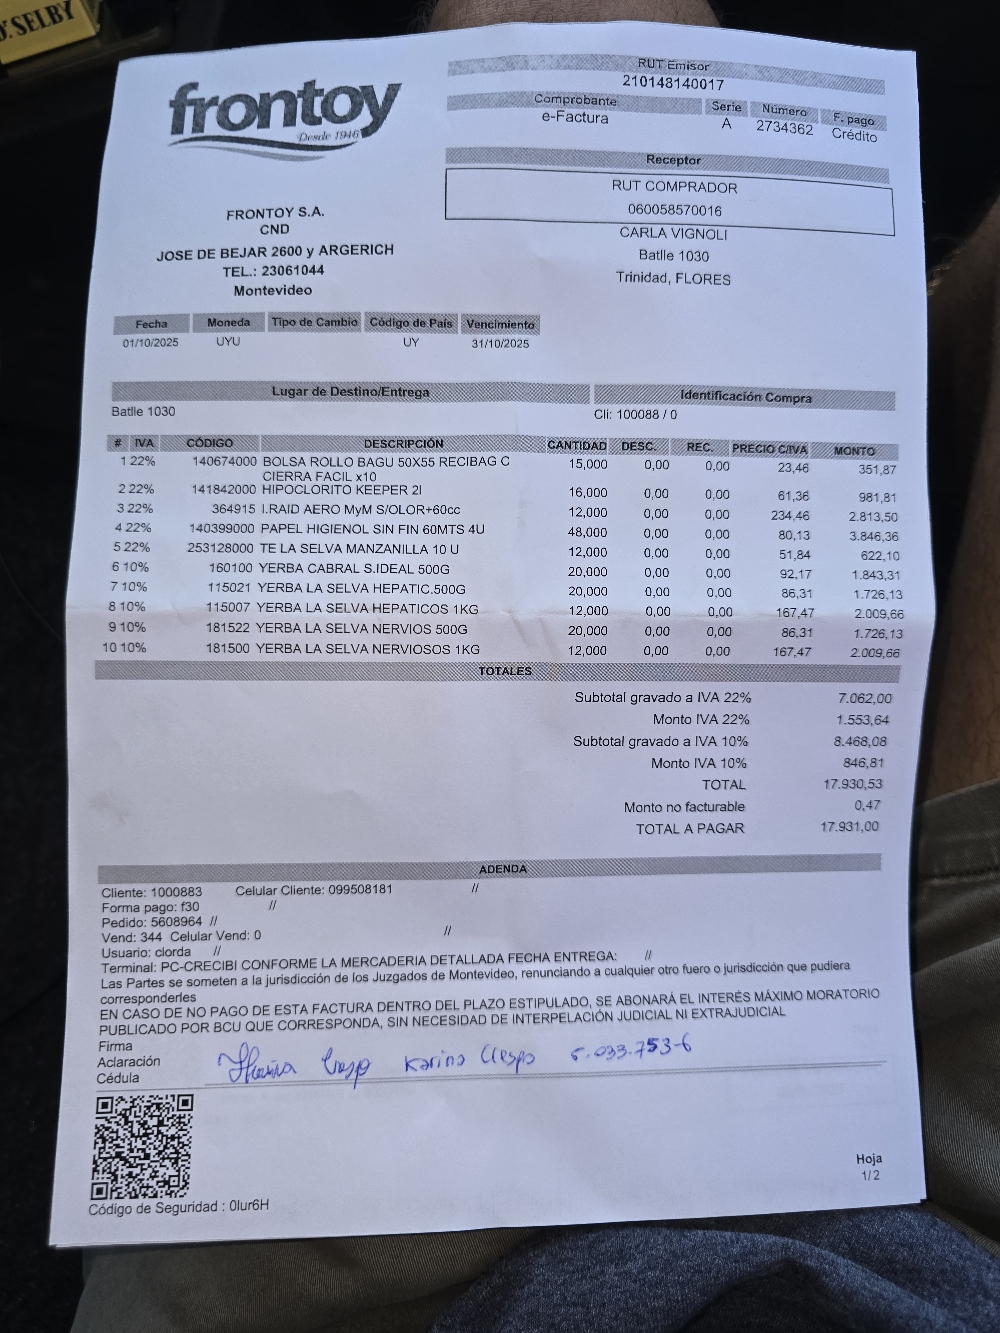 D. SELBY
frontoy
Desde 1946
FRONTOY S.A.
CND
JOSE DE BEJAR 2600 y ARGERICH
TEL.: 23061044
Montevideo
RUT Emisor
210148140017
Comprobante Serie Número F. pago
e-Factura A 2734362 Crédito
Receptor
RUT COMPRADOR
060058570016
CARLA VIGNOLI
Batlle 1030
Trinidad, FLORES
Fecha Moneda Tipo de Cambio Código de País Vencimiento
01/10/2025 UYU UY 31/10/2025
Lugar de Destino/Entrega Identificación Compra
Batlle 1030 Cli: 100088 / 0
# IVA CÓDIGO DESCRIPCIÓN CANTIDAD DESC. REC. PRECIO C/IVA MONTO
1 22% 140674000 BOLSA ROLLO BAGU 50X55 RECIBAG C 15,000 0,00 0,00 23,46 351,87
CIERRA FACIL x10
2 22% 141842000 HIPOCLORITO KEEPER 2l 16,000 0,00 0,00 61,36 981,81
3 22% 364915 I.RAID AERO MyM S/OLOR+60cc 12,000 0,00 0,00 234,46 2.813,50
4 22% 140399000 PAPEL HIGIENOL SIN FIN 60MTS 4U 48,000 0,00 0,00 80,13 3.846,36
5 22% 253128000 TE LA SELVA MANZANILLA 10 U 12,000 0,00 0,00 51,84 622,10
6 10% 160100 YERBA CABRAL S.IDEAL 500G 20,000 0,00 0,00 92,17 1.843,31
7 10% 115021 YERBA LA SELVA HEPATIC.500G 20,000 0,00 0,00 86,31 1.726,13
8 10% 115007 YERBA LA SELVA HEPATICOS 1KG 12,000 0,00 0,00 167,47 2.009,66
9 10% 181522 YERBA LA SELVA NERVIOS 500G 20,000 0,00 0,00 86,31 1.726,13
10 10% 181500 YERBA LA SELVA NERVIOSOS 1KG 12,000 0,00 0,00 167,47 2.009,66
TOTALES
Subtotal gravado a IVA 22% 7.062,00
Monto IVA 22% 1.553,64
Subtotal gravado a IVA 10% 8.468,08
Monto IVA 10% 846,81
TOTAL 17.930,53
Monto no facturable 0,47
TOTAL A PAGAR 17.931,00
ADENDA
Cliente: 1000883 Celular Cliente: 099508181 //
Forma pago: f30 //
Pedido: 5608964 //
Vend: 344 Celular Vend: 0 //
Usuario: clorda //
Terminal: PC-CRECIBI CONFORME LA MERCADERIA DETALLADA FECHA ENTREGA: //
Las Partes se someten a la jurisdicción de los Juzgados de Montevideo, renunciando a cualquier otro fuero o jurisdicción que pudiera
corresponderles
EN CASO DE NO PAGO DE ESTA FACTURA DENTRO DEL PLAZO ESTIPULADO, SE ABONARÁ EL INTERÉS MÁXIMO MORATORIO
PUBLICADO POR BCU QUE CORRESPONDA, SIN NECESIDAD DE INTERPELACIÓN JUDICIAL NI EXTRAJUDICIAL
Firma
Aclaración Karina Crespo 5.033.753-6
Cédula
Código de Seguridad : 0lur6H
Hoja
1/2